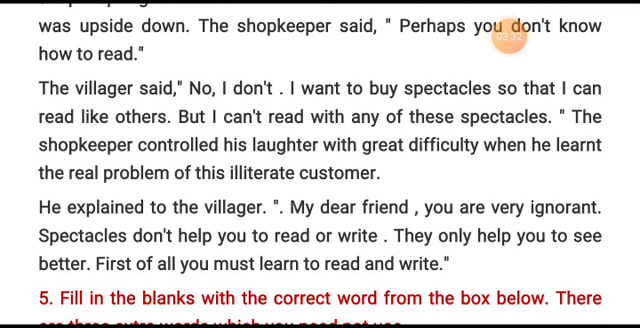 was upside down. The shopkeeper said, " Perhaps you don't know
how to read."
The villager said," No, I don't . I want to buy spectacles so that I can
read like others. But I can't read with any of these spectacles. " The
shopkeeper controlled his laughter with great difficulty when he learnt
the real problem of this illiterate customer.
He explained to the villager. ". My dear friend , you are very ignorant.
Spectacles don't help you to read or write . They only help you to see
better. First of all you must learn to read and write."
5. Fill in the blanks with the correct word from the box below. There
are three extra words which you need not use.
03:32